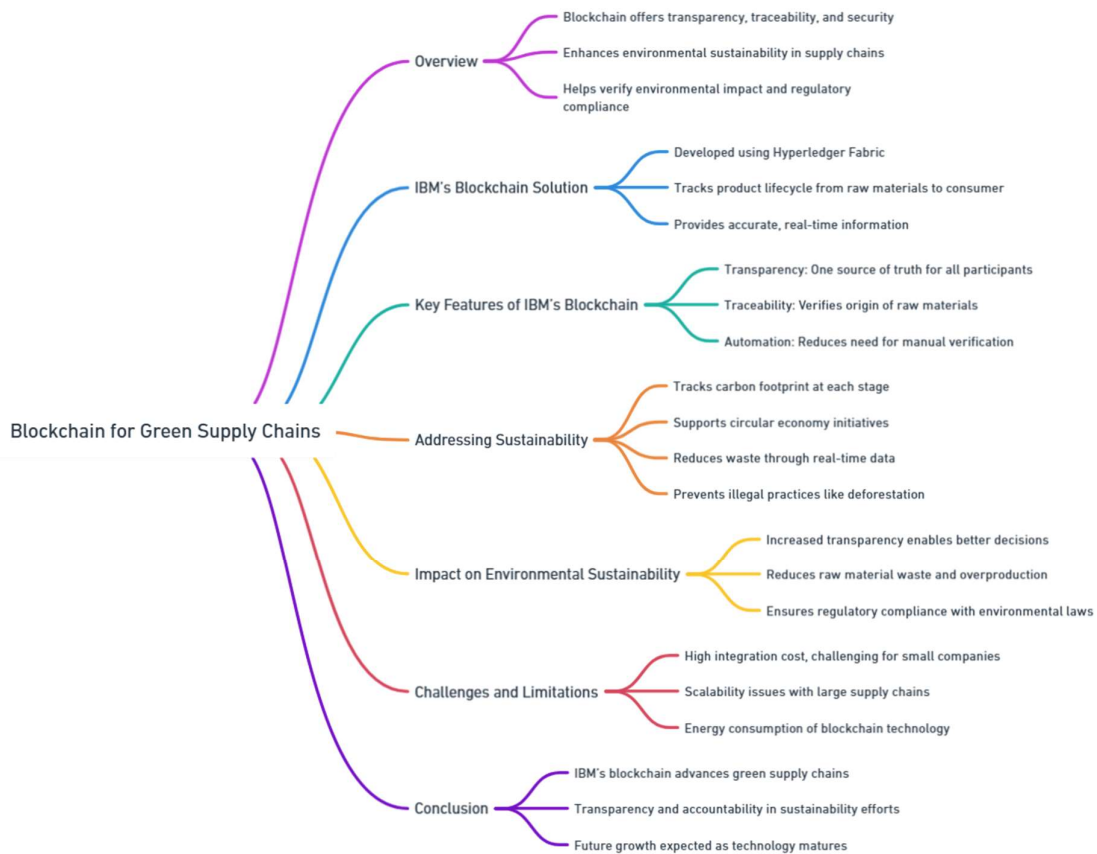 Blockchain for Green Supply Chains
Overview
Blockchain offers transparency, traceability, and security
Enhances environmental sustainability in supply chains
Helps verify environmental impact and regulatory
compliance
IBM's Blockchain Solution
Developed using Hyperledger Fabric
Tracks product lifecycle from raw materials to consumer
Provides accurate, real-time information
Key Features of IBM's Blockchain
Transparency: One source of truth for all participants
Traceability: Verifies origin of raw materials
Automation: Reduces need for manual verification
Addressing Sustainability
Tracks carbon footprint at each stage
Supports circular economy initiatives
Reduces waste through real-time data
Prevents illegal practices like deforestation
Impact on Environmental Sustainability
Increased transparency enables better decisions
Reduces raw material waste and overproduction
Ensures regulatory compliance with environmental laws
Challenges and Limitations
High integration cost, challenging for small companies
Scalability issues with large supply chains
Energy consumption of blockchain technology
Conclusion
IBM's blockchain advances green supply chains
Transparency and accountability in sustainability efforts
Future growth expected as technology matures